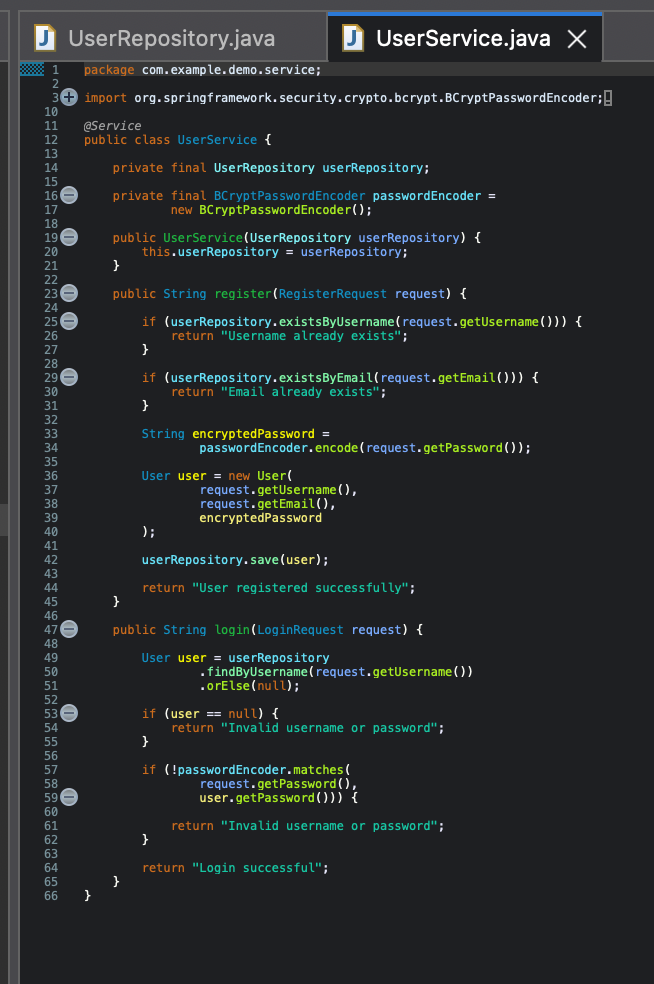 UserRepository.java
UserService.java
1 package com.example.demo.service;
2
3 import org.springframework.security.crypto.bcrypt.BCryptPasswordEncoder;
10
11 @Service
12 public class UserService {
13
14 private final UserRepository userRepository;
15
16 private final BCryptPasswordEncoder passwordEncoder =
17 new BCryptPasswordEncoder();
18
19 public UserService(UserRepository userRepository) {
20 this.userRepository = userRepository;
21 }
22
23 public String register(RegisterRequest request) {
24
25 if (userRepository.existsByUsername(request.getUsername())) {
26 return "Username already exists";
27 }
28
29 if (userRepository.existsByEmail(request.getEmail())) {
30 return "Email already exists";
31 }
32
33 String encryptedPassword =
34 passwordEncoder.encode(request.getPassword());
35
36 User user = new User(
37 request.getUsername(),
38 request.getEmail(),
39 encryptedPassword
40 );
41
42 userRepository.save(user);
43
44 return "User registered successfully";
45 }
46
47 public String login(LoginRequest request) {
48
49 User user = userRepository
50 .findByUsername(request.getUsername())
51 .orElse(null);
52
53 if (user == null) {
54 return "Invalid username or password";
55 }
56
57 if (!passwordEncoder.matches(
58 request.getPassword(),
59 user.getPassword())) {
60
61 return "Invalid username or password";
62 }
63
64 return "Login successful";
65 }
66 }